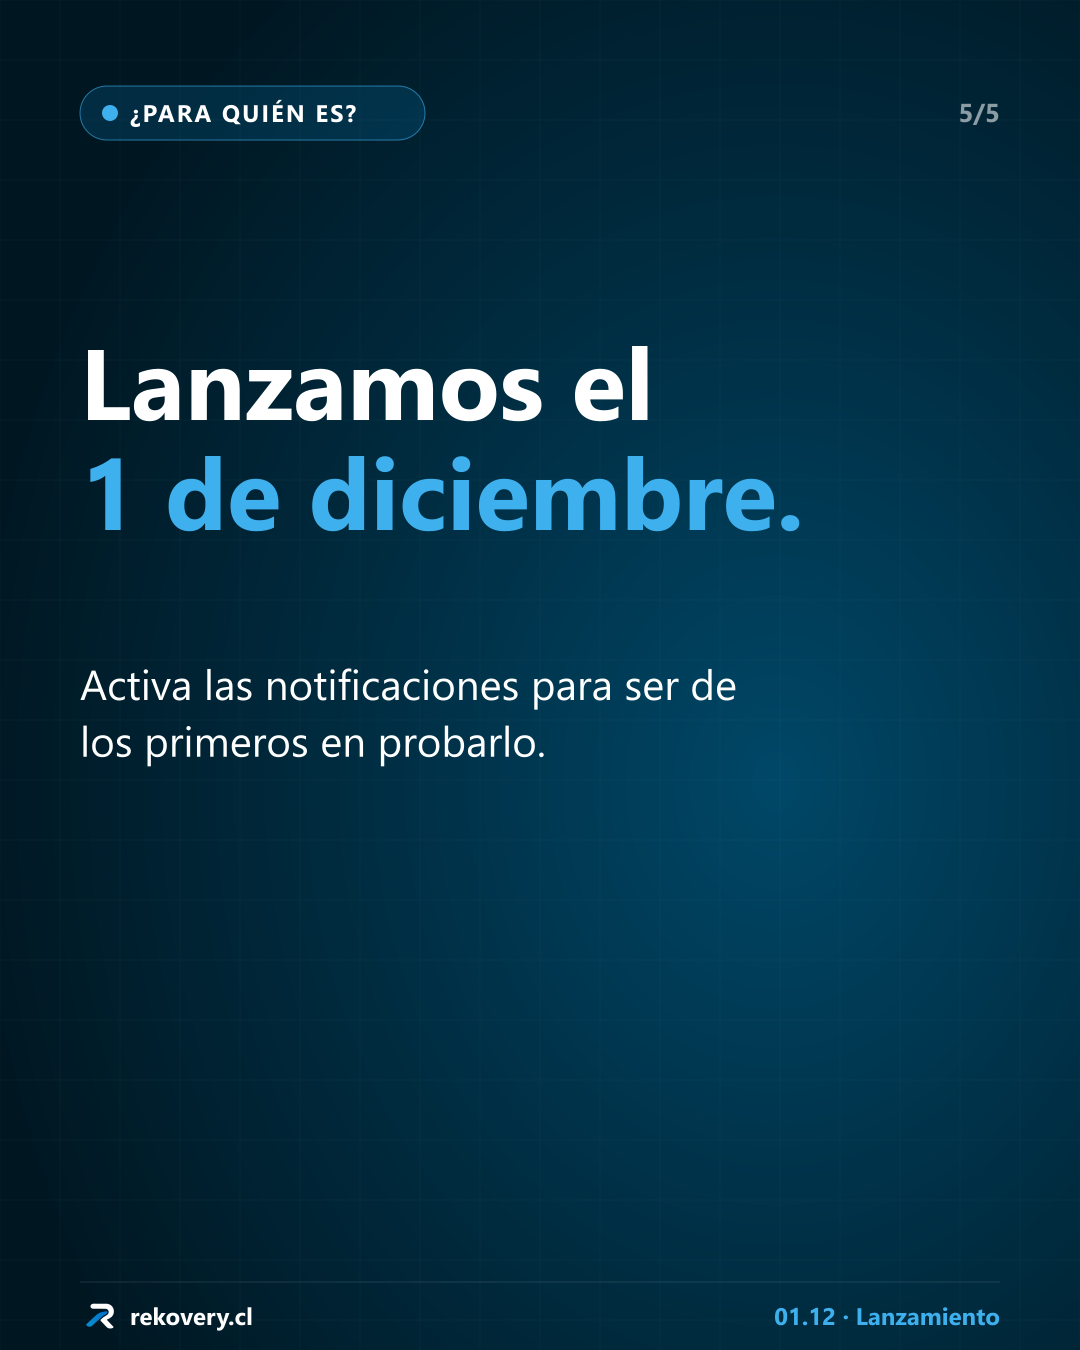 ¿PARA QUIÉN ES?
5/5
Lanzamos el
1 de diciembre.
Activa las notificaciones para ser de
los primeros en probarlo.
rekovery.cl
01.12 · Lanzamiento